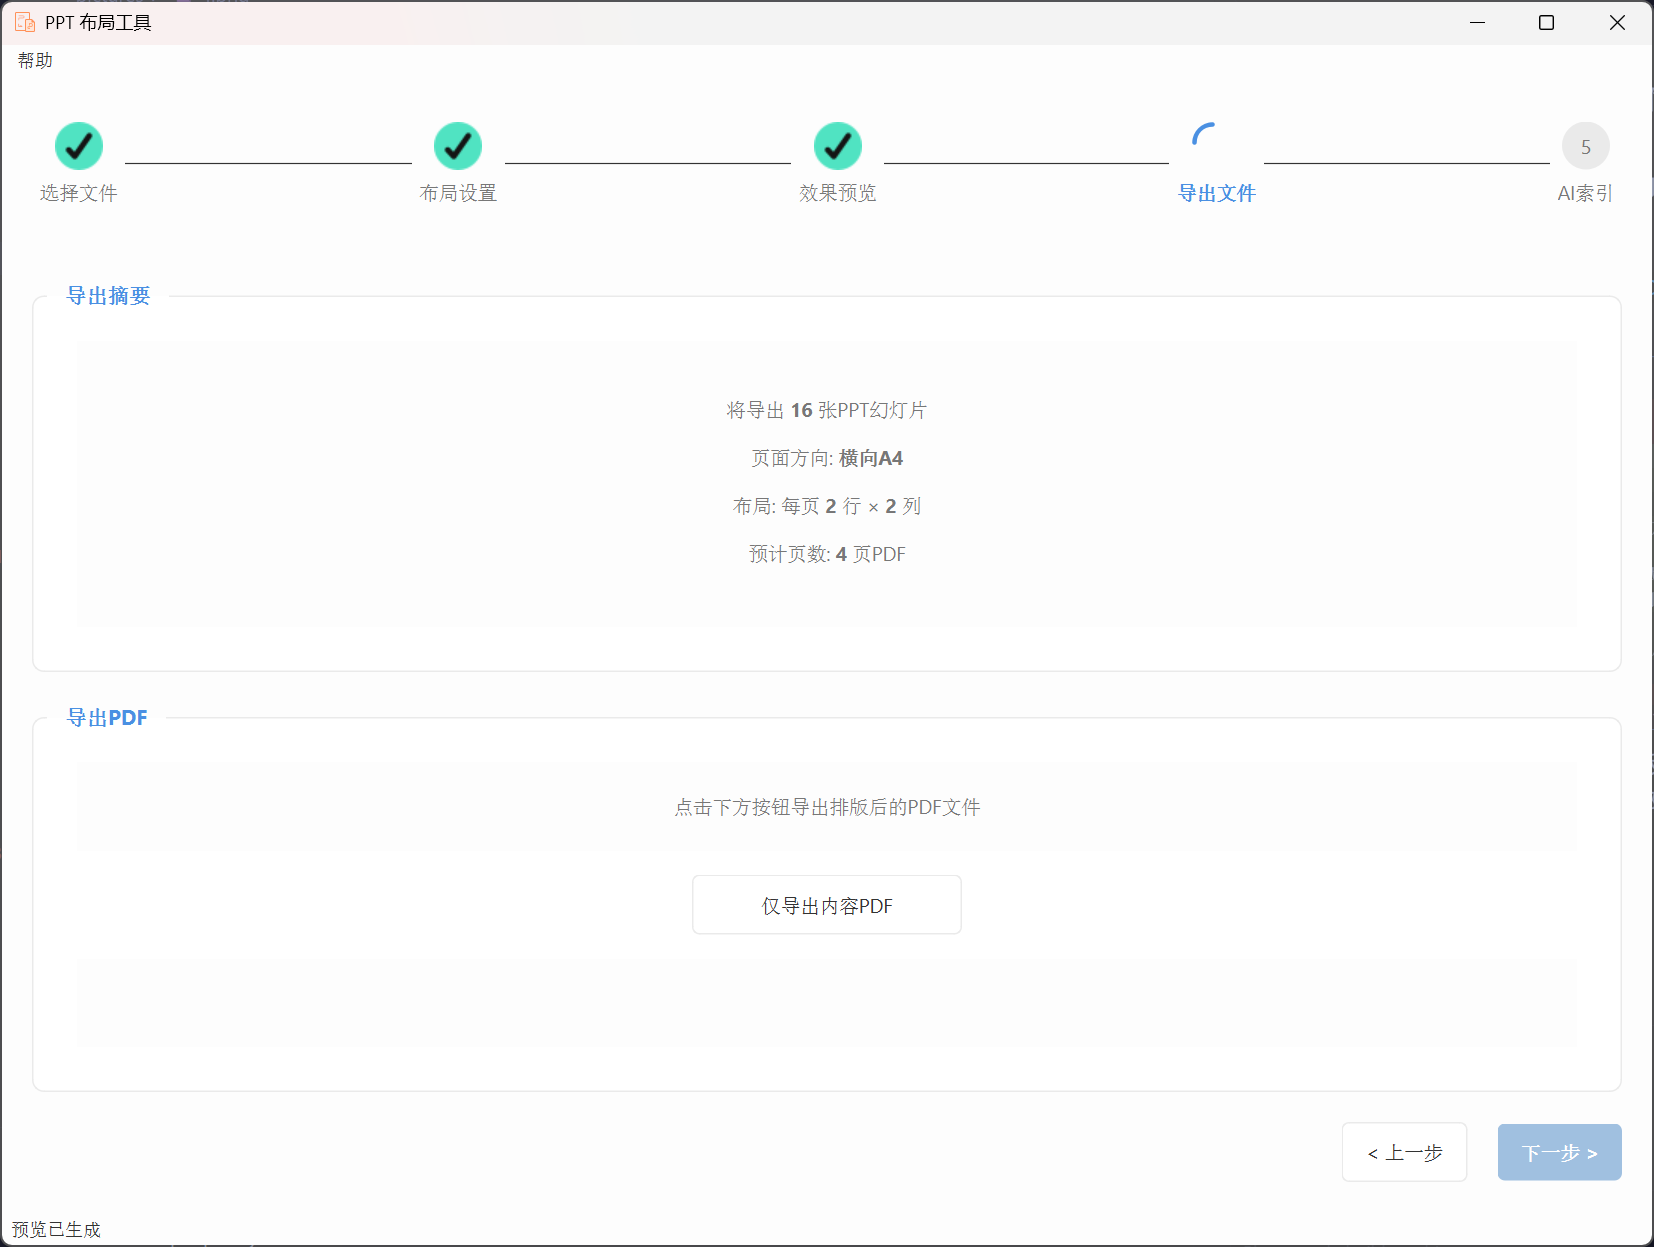 PPT 布局工具
帮助
选择文件
布局设置
效果预览
导出文件
5
AI索引
导出摘要
将导出 16 张PPT幻灯片
页面方向: 横向A4
布局: 每页 2 行 × 2 列
预计页数: 4 页PDF
导出PDF
点击下方按钮导出排版后的PDF文件
仅导出内容PDF
< 上一步
下一步 >
预览已生成